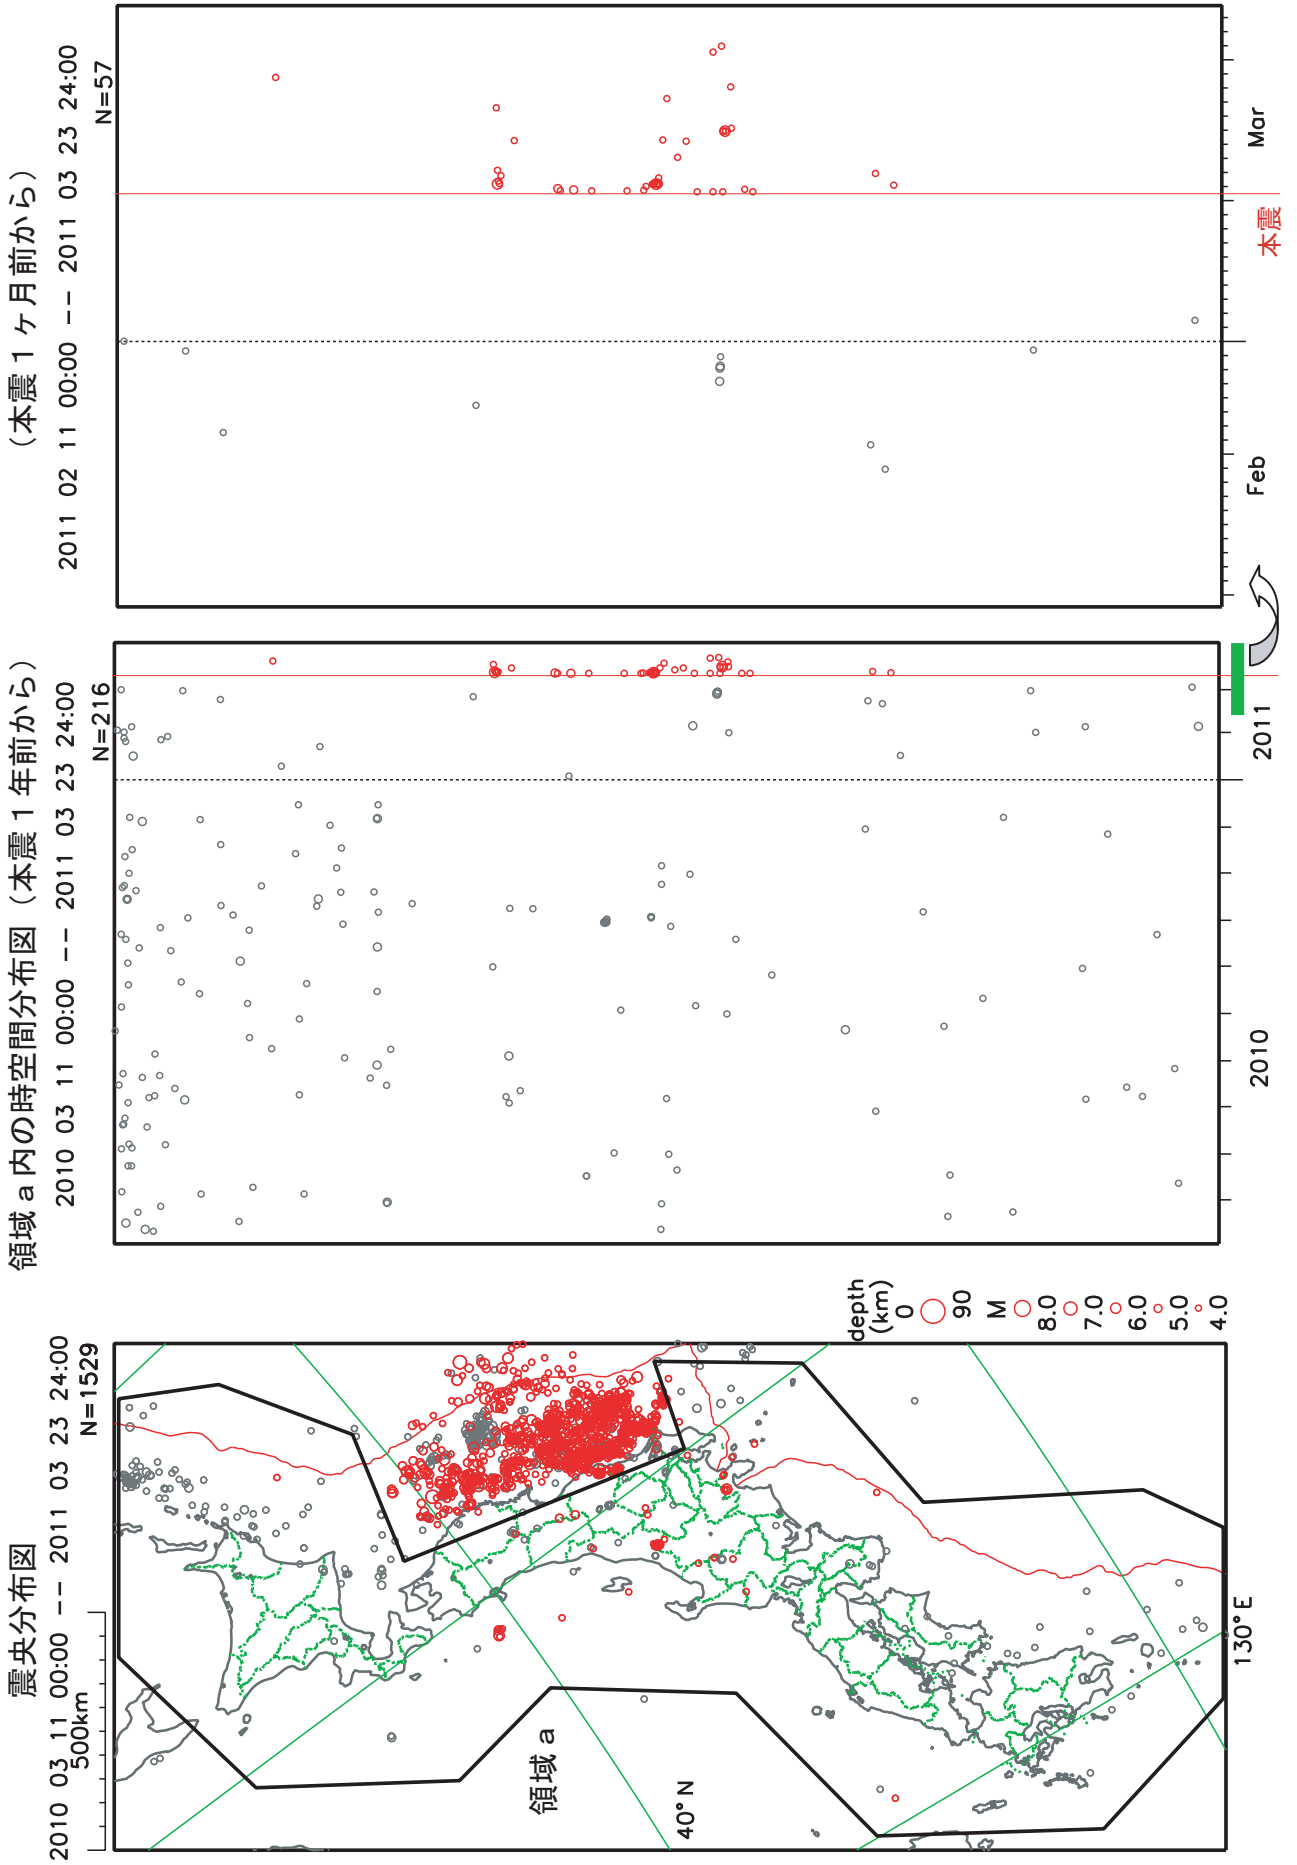 震央分布図
2010 03 11 00:00 -- 2011 03 23 24:00
500km
N=1529
領域 a
40°N
130°E
depth
(km)
0
90
M
8.0
7.0
6.0
5.0
4.0
領域 a 内の時空間分布図（本震１年前から）
2010 03 11 00:00 -- 2011 03 23 24:00
N=216
2010
2011
（本震１ヶ月前から）
2011 02 11 00:00 -- 2011 03 23 24:00
N=57
Feb
Mar
本震